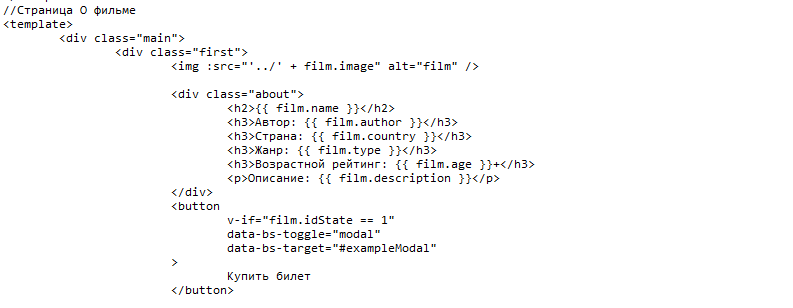 //Страница О фильме
<template>
<div class="main">
<div class="first">
<img :src="'../' + film.image" alt="film" />
<div class="about">
<h2>{{ film.name }}</h2>
<h3>Автор: {{ film.author }}</h3>
<h3>Страна: {{ film.country }}</h3>
<h3>Жанр: {{ film.type }}</h3>
<h3>Возрастной рейтинг: {{ film.age }}+</h3>
<p>Описание: {{ film.description }}</p>
</div>
<button
v-if="film.idState == 1"
data-bs-toggle="modal"
data-bs-target="#exampleModal"
>
Купить билет
</button>